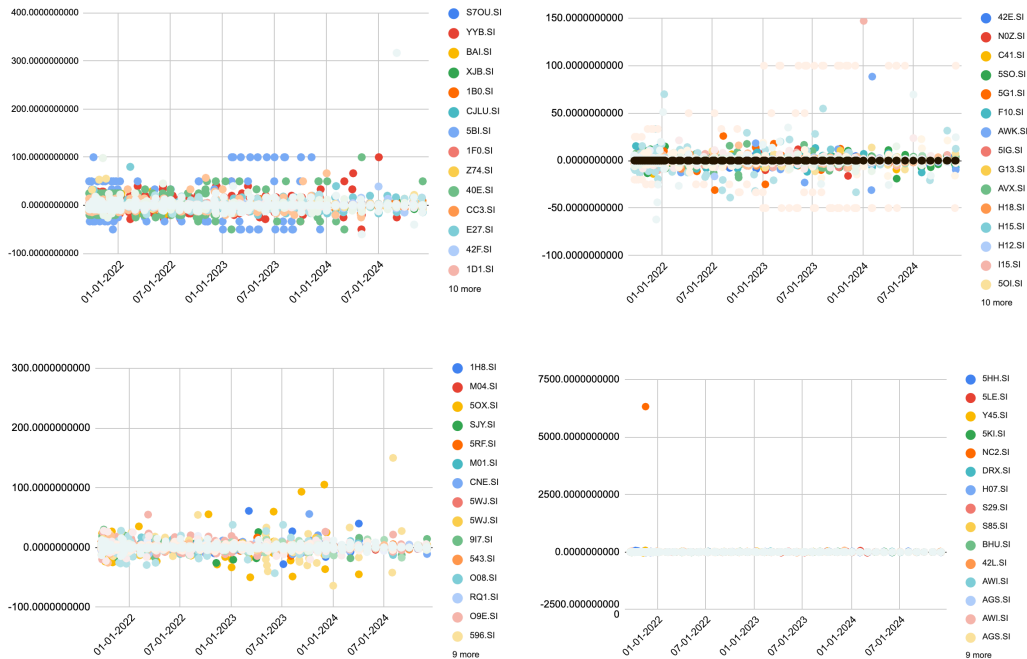 400.0000000000
300.0000000000
200.0000000000
100.0000000000
0.0000000000
-100.0000000000
01-01-2022
07-01-2022
01-01-2023
07-01-2023
01-01-2024
07-01-2024
S7OU.SI
YYB.SI
BAI.SI
XJB.SI
1B0.SI
CJLU.SI
5BI.SI
1F0.SI
Z74.SI
40E.SI
CC3.SI
E27.SI
42F.SI
1D1.SI
10 more
150.0000000000
100.0000000000
50.0000000000
0.0000000000
-50.0000000000
-100.0000000000
01-01-2022
07-01-2022
01-01-2023
07-01-2023
01-01-2024
07-01-2024
42E.SI
N0Z.SI
C41.SI
5SO.SI
5G1.SI
F10.SI
AWK.SI
5IG.SI
G13.SI
AVX.SI
H18.SI
H15.SI
H12.SI
I15.SI
5OI.SI
10 more
300.0000000000
200.0000000000
100.0000000000
0.0000000000
-100.0000000000
01-01-2022
07-01-2022
01-01-2023
07-01-2023
01-01-2024
07-01-2024
1H8.SI
M04.SI
5OX.SI
SJY.SI
5RF.SI
M01.SI
CNE.SI
5WJ.SI
5WJ.SI
9I7.SI
543.SI
O08.SI
RQ1.SI
O9E.SI
596.SI
9 more
7500.0000000000
5000.0000000000
2500.0000000000
0.0000000000
-2500.000000000
0
01-01-2022
07-01-2022
01-01-2023
07-01-2023
01-01-2024
07-01-2024
5HH.SI
5LE.SI
Y45.SI
5KI.SI
NC2.SI
DRX.SI
H07.SI
S29.SI
S85.SI
BHU.SI
42L.SI
AWI.SI
AGS.SI
AWI.SI
AGS.SI
9 more